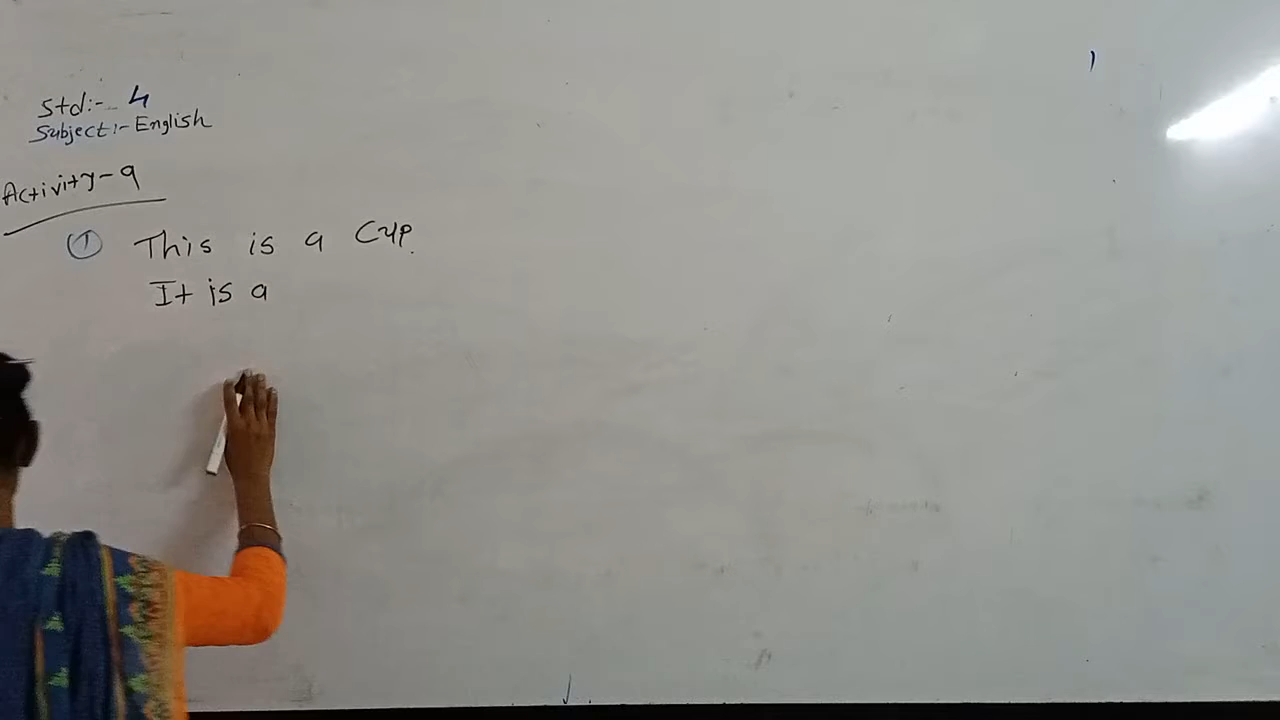 Std:- 4
Subject:- English
Activity-9
① This is a Cup.
It is a